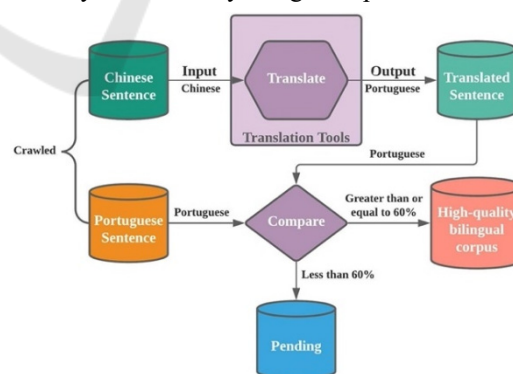 Chinese
Sentence
Input
Chinese
Translate
Translation Tools
Output
Portuguese
Translated
Sentence
Crawled
Portuguese
Portuguese
Sentence
Portuguese
Compare
Greater than or
equal to 60%
High-quality
bilingual
corpus
Less than 60%
Pending